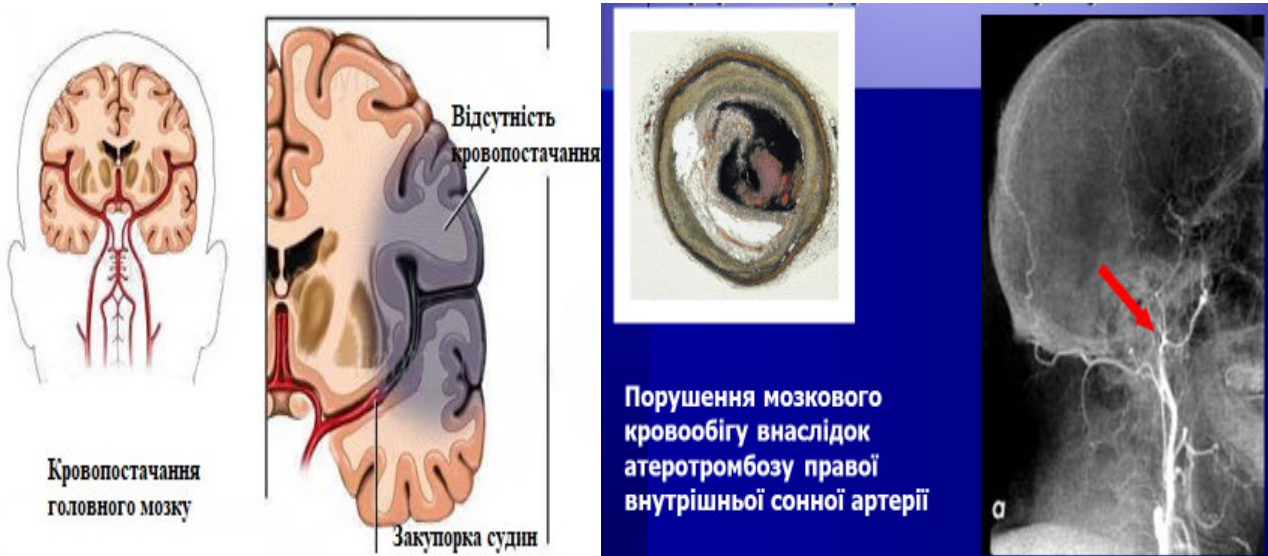 Відсутність
кровопостачання
Кровопостачання
головного мозку
Закупорка судин
Порушення мозкового
кровообігу внаслідок
атеротромбозу правої
внутрішньої сонної артерії
а